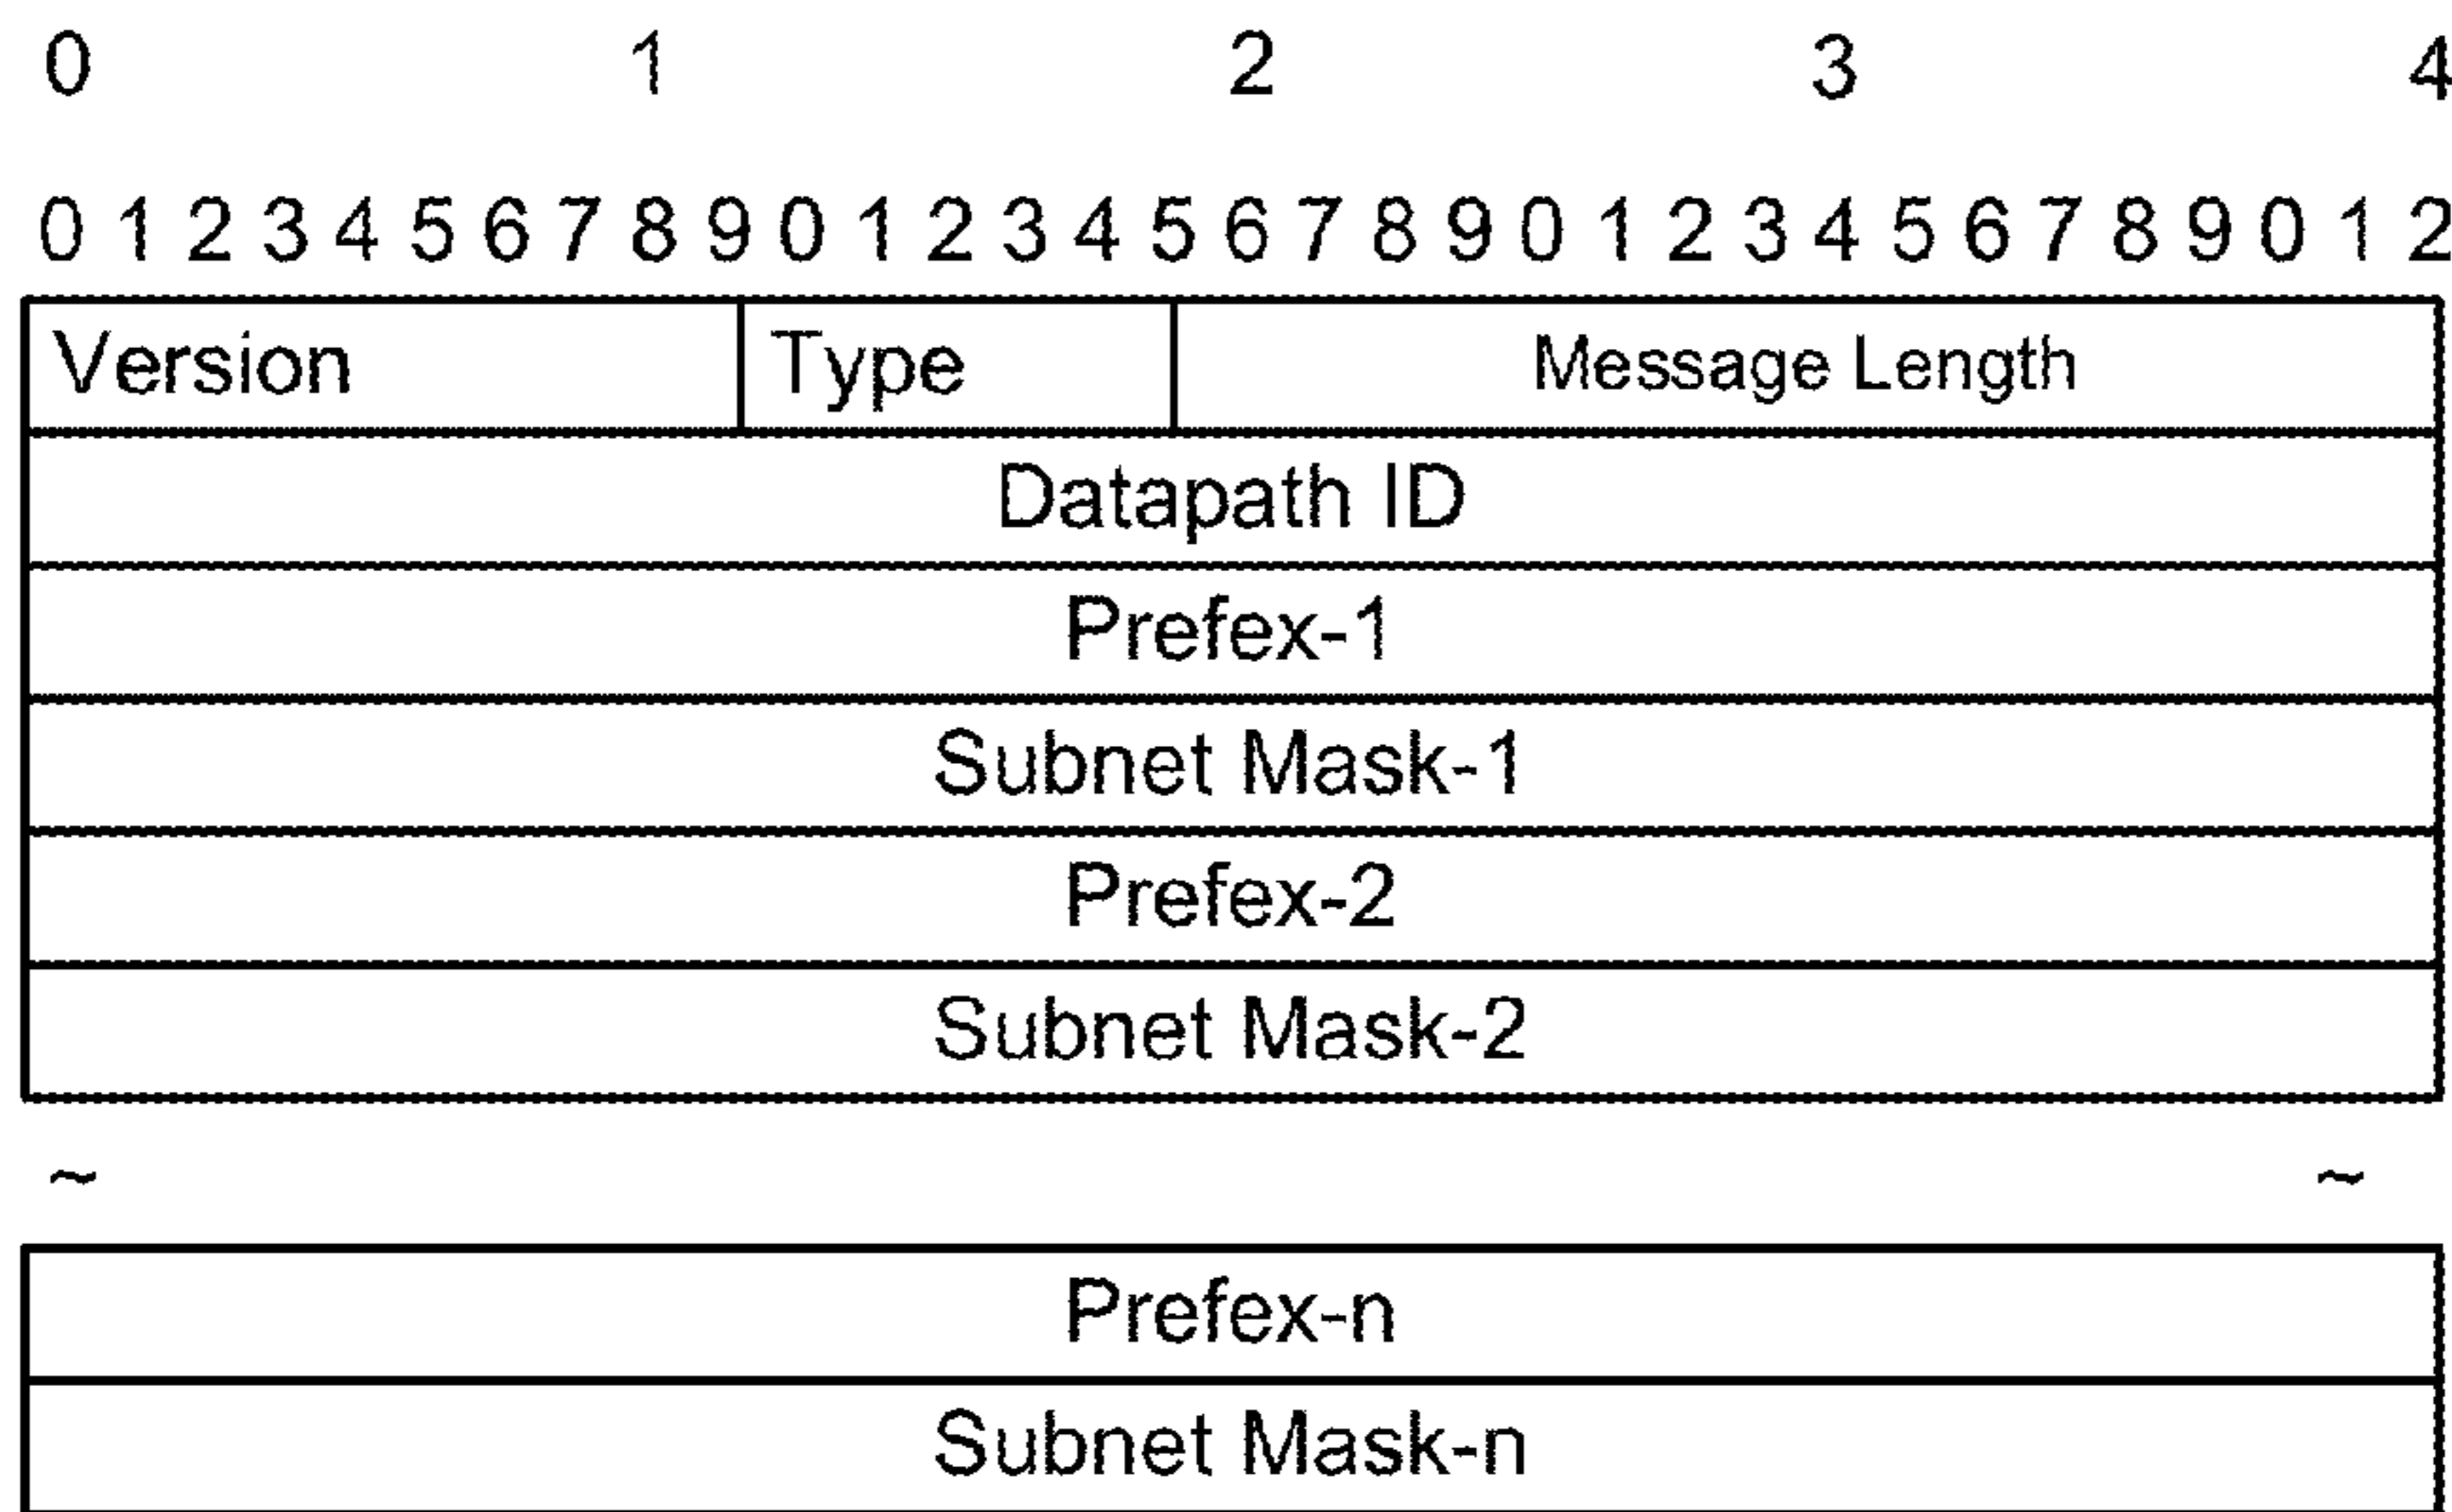 0 1 2 3 4
0 1 2 3 4 5 6 7 8 9 0 1 2 3 4 5 6 7 8 9 0 1 2 3 4 5 6 7 8 9 0 1 2
Version Type Message Length
Datapath ID
Prefex-1
Subnet Mask-1
Prefex-2
Subnet Mask-2
~ ~
Prefex-n
Subnet Mask-n